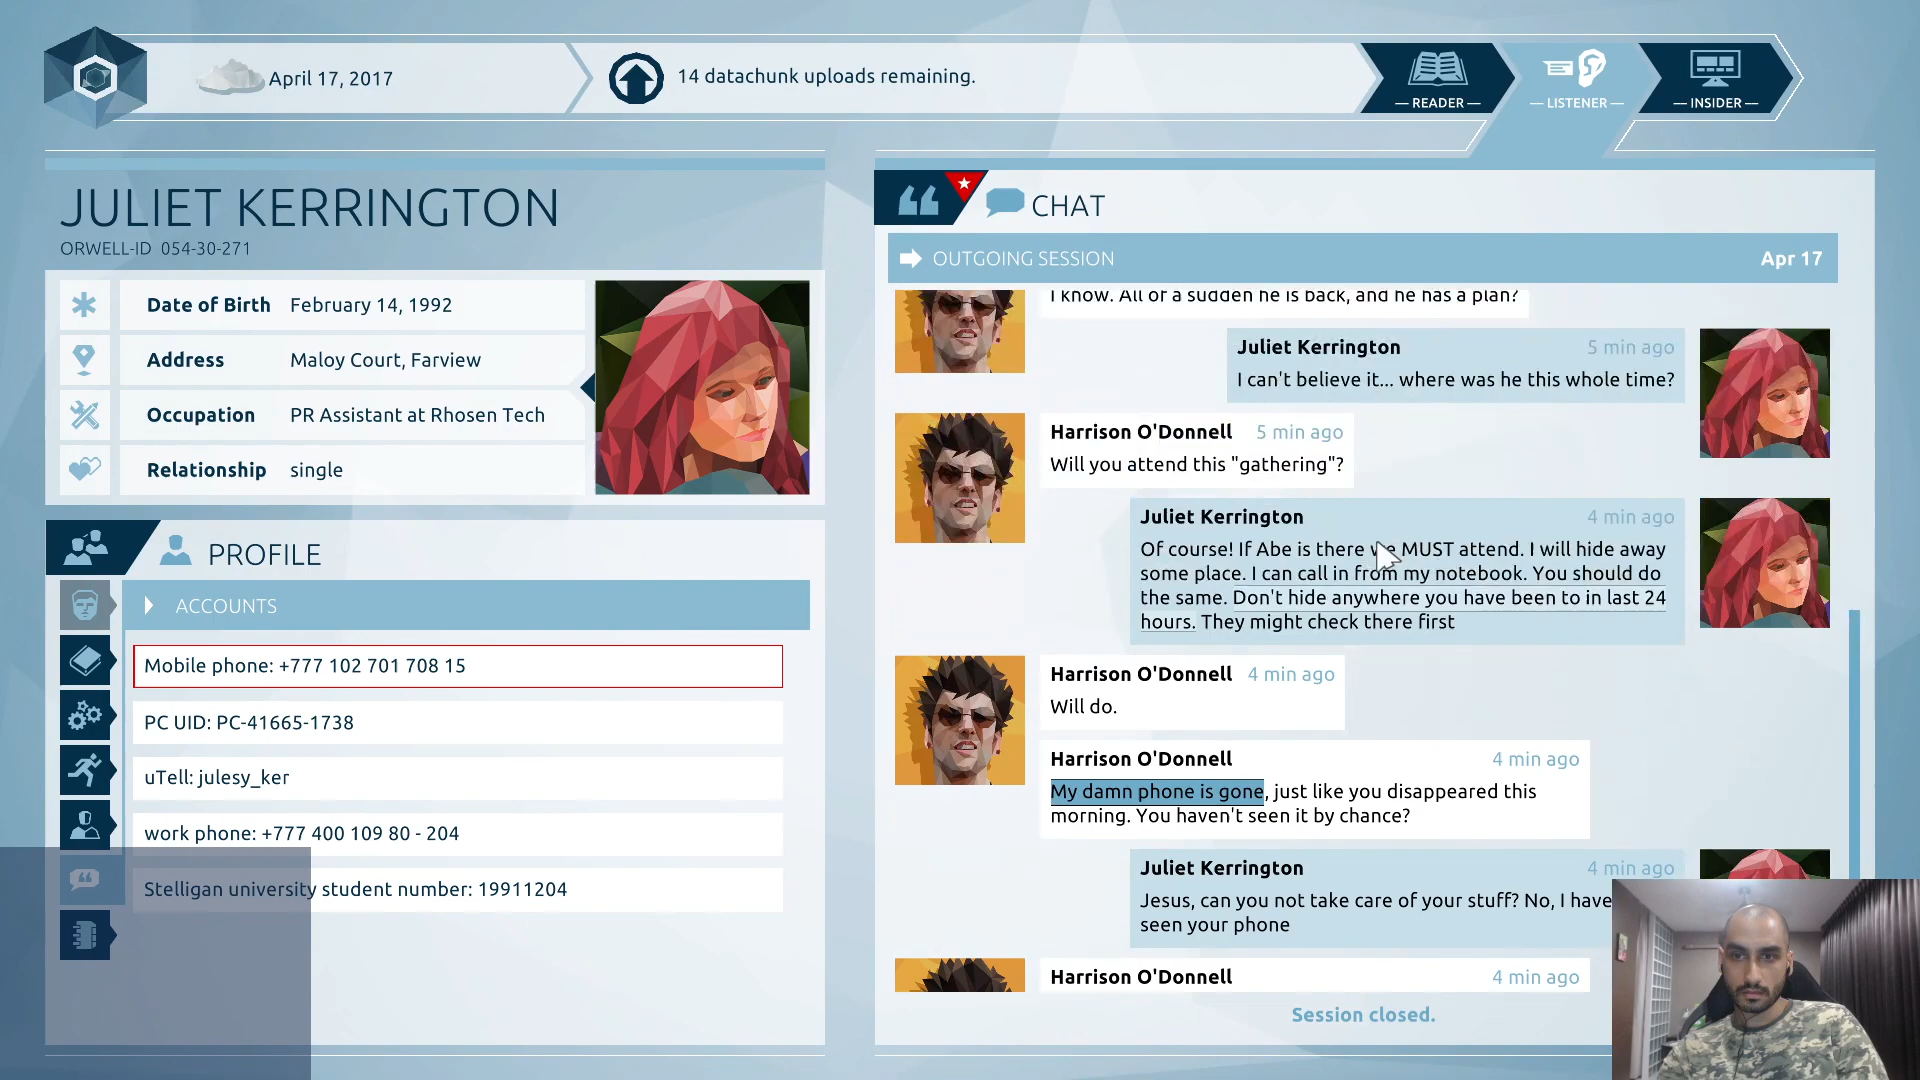 April 17, 2017
14 datachunk uploads remaining.
— READER —
— LISTENER —
— INSIDER —
JULIET KERRINGTON
ORWELL-ID 054-30-271
Date of Birth February 14, 1992
Address Maloy Court, Farview
Occupation PR Assistant at Rhosen Tech
Relationship single
PROFILE
ACCOUNTS
Mobile phone: +777 102 701 708 15
PC UID: PC-41665-1738
uTell: julesy_ker
work phone: +777 400 109 80 - 204
Stelligan university student number: 19911204
CHAT
OUTGOING SESSION Apr 17
I know. All of a sudden he is back, and he has a plan?
Juliet Kerrington 5 min ago
I can't believe it... where was he this whole time?
Harrison O'Donnell 5 min ago
Will you attend this "gathering"?
Juliet Kerrington 4 min ago
Of course! If Abe is there we MUST attend. I will hide away
some place. I can call in from my notebook. You should do
the same. Don't hide anywhere you have been to in last 24
hours. They might check there first
Harrison O'Donnell 4 min ago
Will do.
Harrison O'Donnell 4 min ago
My damn phone is gone, just like you disappeared this
morning. You haven't seen it by chance?
Juliet Kerrington 4 min ago
Jesus, can you not take care of your stuff? No, I have
seen your phone
Harrison O'Donnell 4 min ago
Session closed.